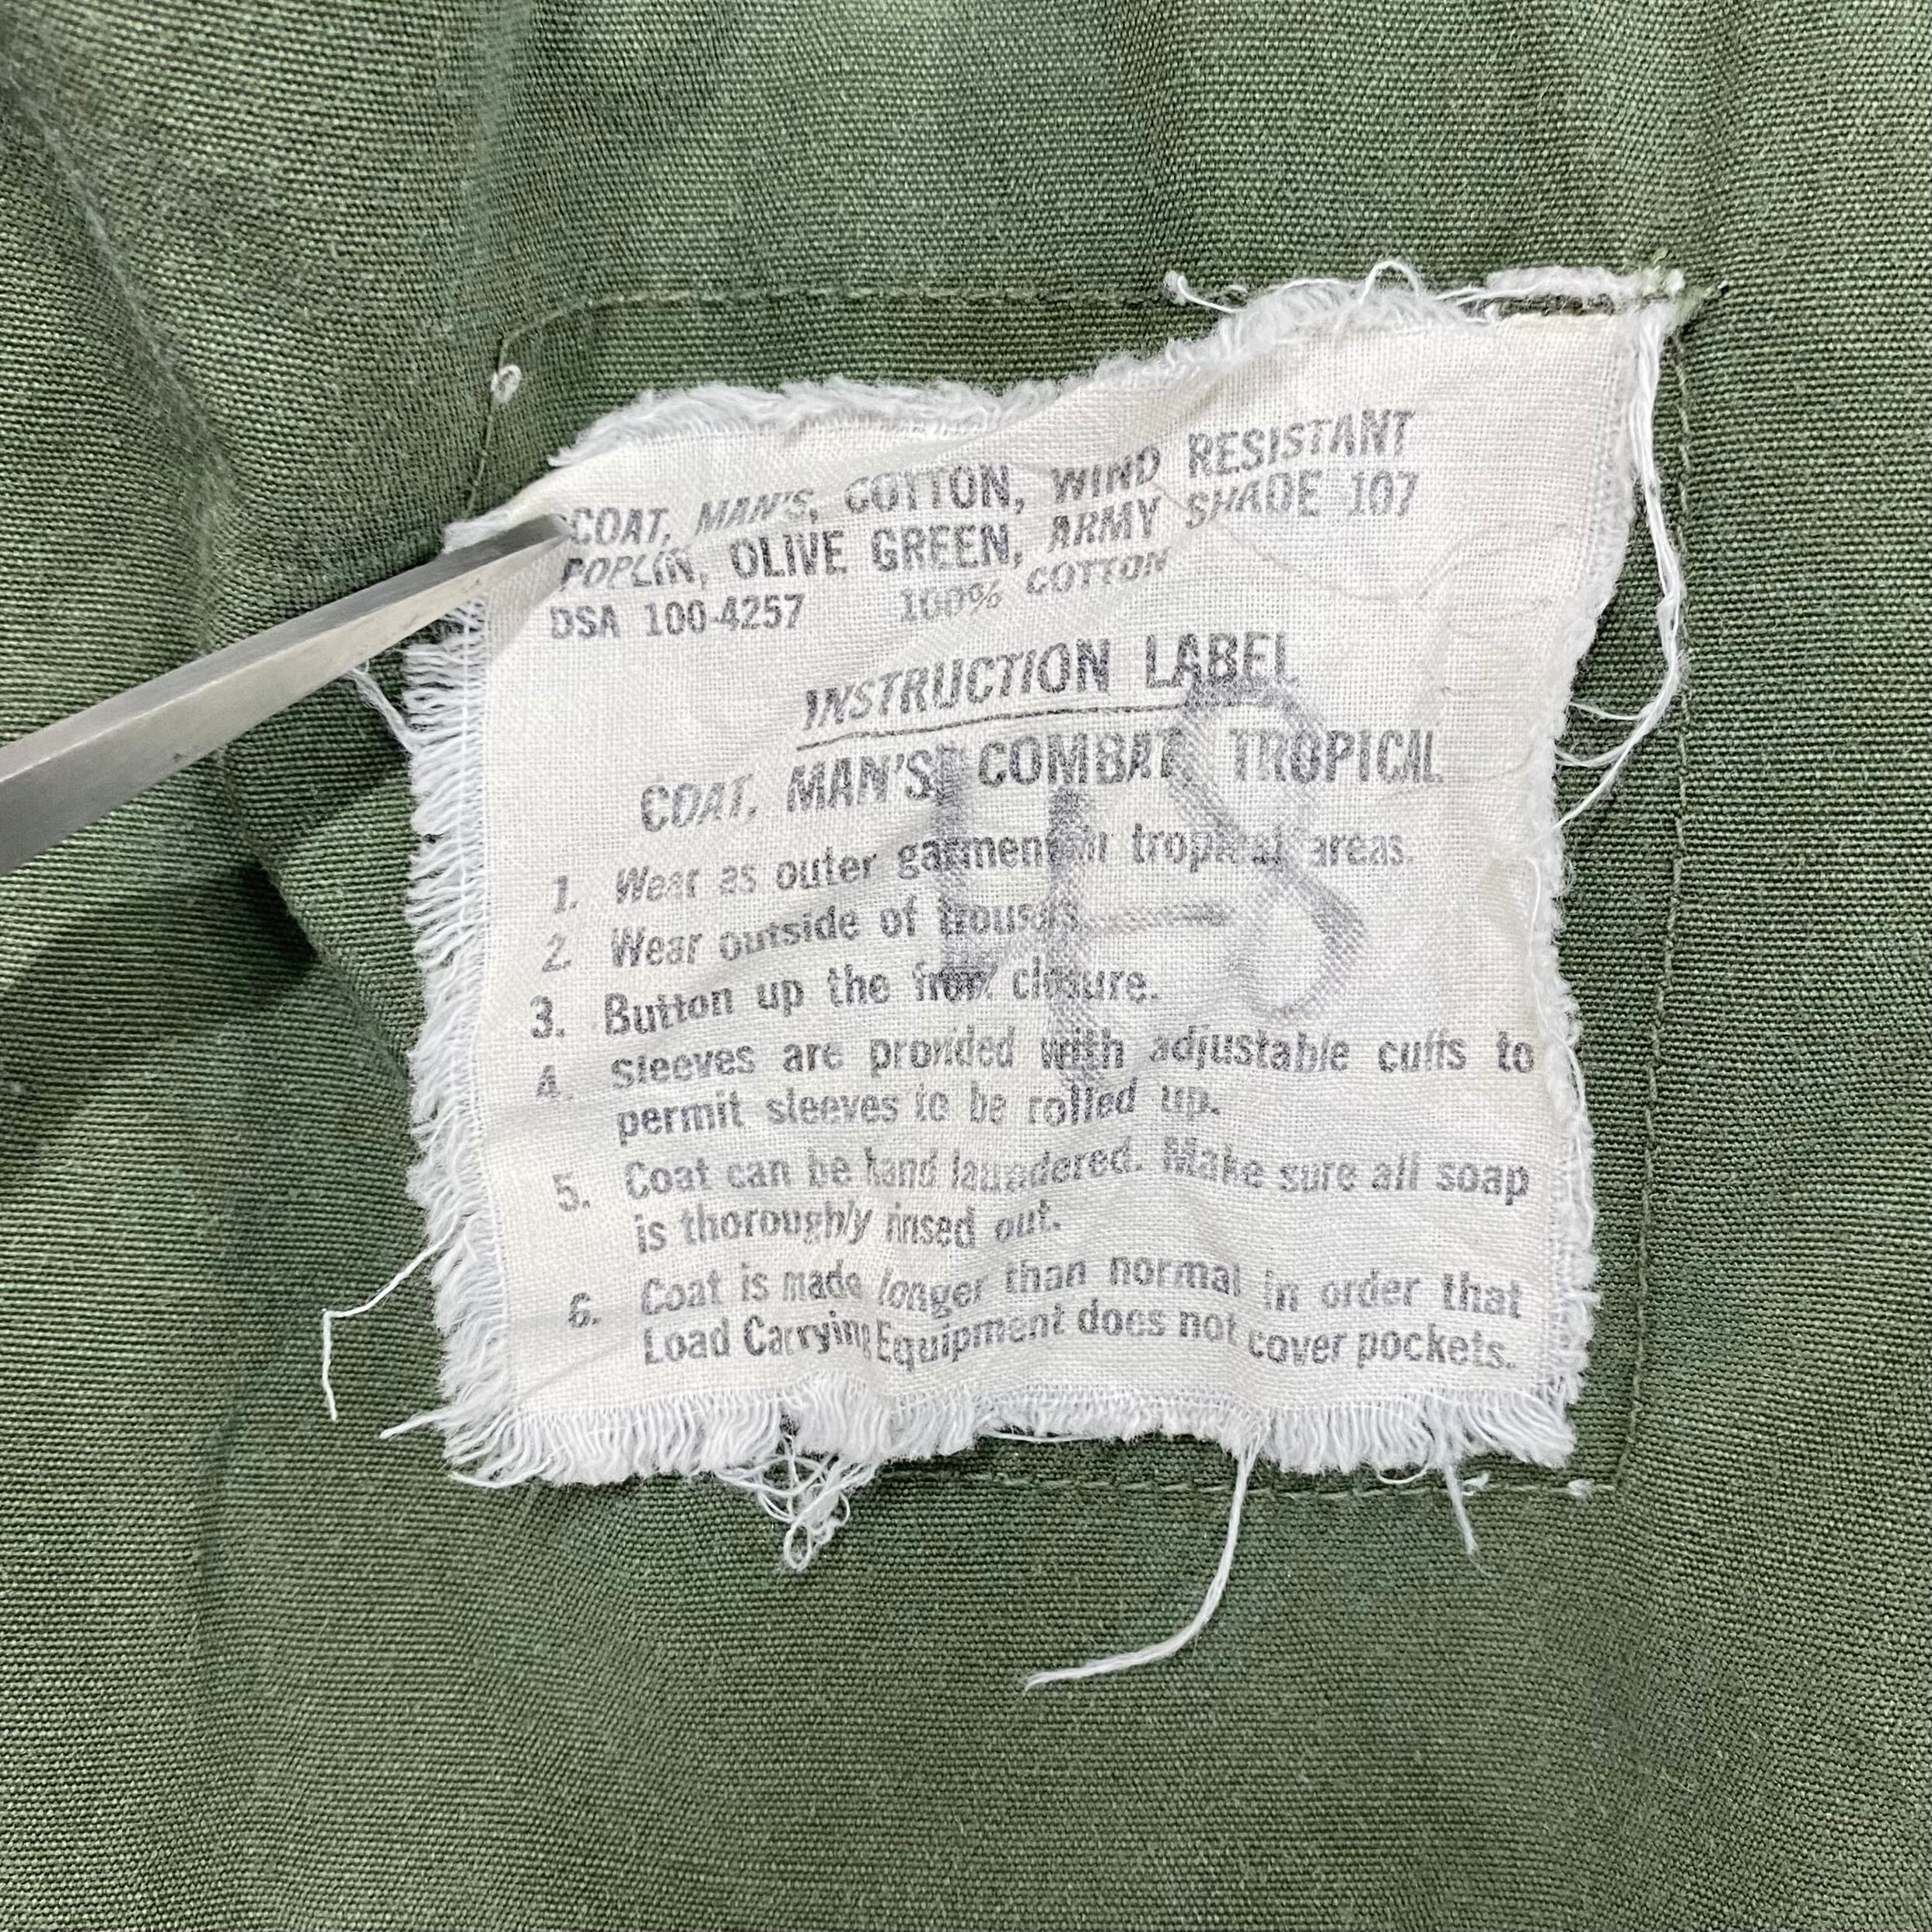 COAT, MAN'S, COTTON, WIND RESISTANT
POPLIN, OLIVE GREEN, ARMY SHADE 107
DSA 100-4257 100% COTTON
INSTRUCTION LABEL
COAT, MAN'S, COMBAT, TROPICAL
1. Wear as outer garment in tropical areas.
2. Wear outside of trousers.
3. Button up the front closure.
4. Sleeves are provided with adjustable cuffs to
permit sleeves to be rolled up.
5. Coat can be hand laundered. Make sure all soap
is thoroughly rinsed out.
6. Coat is made longer than normal in order that
Load Carrying Equipment does not cover pockets.